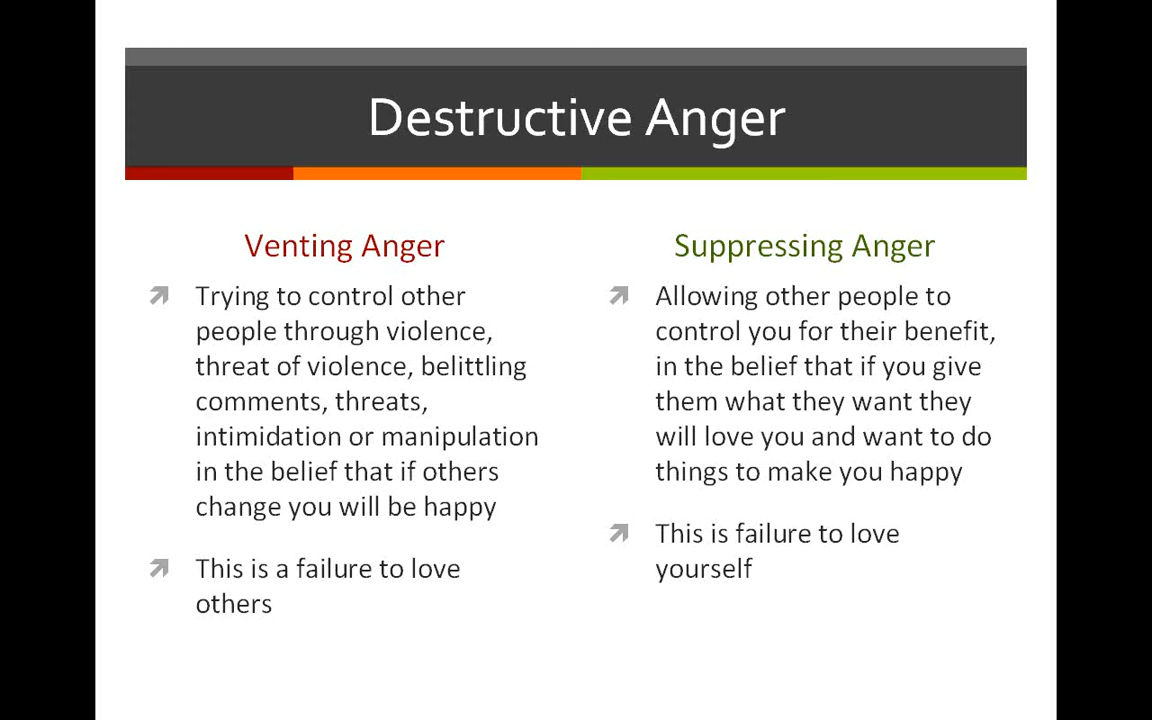 Destructive Anger
Venting Anger
Trying to control other
people through violence,
threat of violence, belittling
comments, threats,
intimidation or manipulation
in the belief that if others
change you will be happy
This is a failure to love
others
Suppressing Anger
Allowing other people to
control you for their benefit,
in the belief that if you give
them what they want they
will love you and want to do
things to make you happy
This is failure to love
yourself